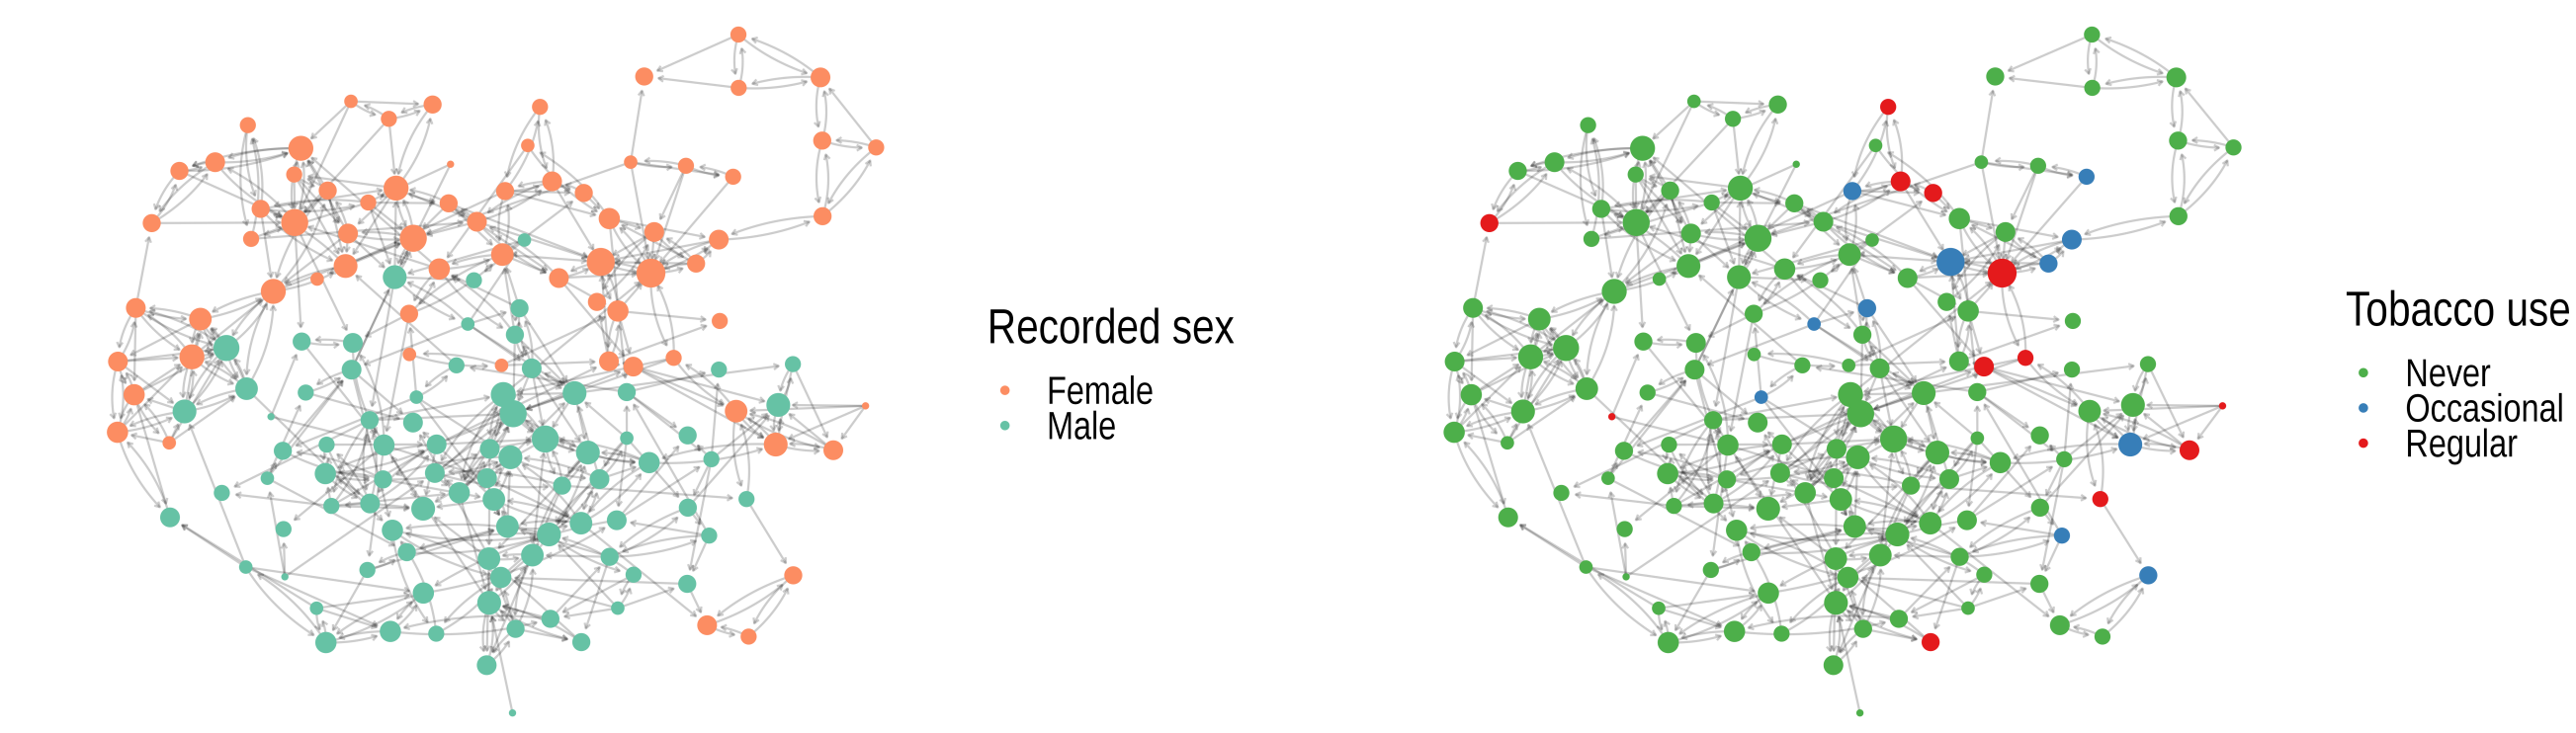 Recorded sex
Female
Male
Tobacco use
Never
Occasional
Regular